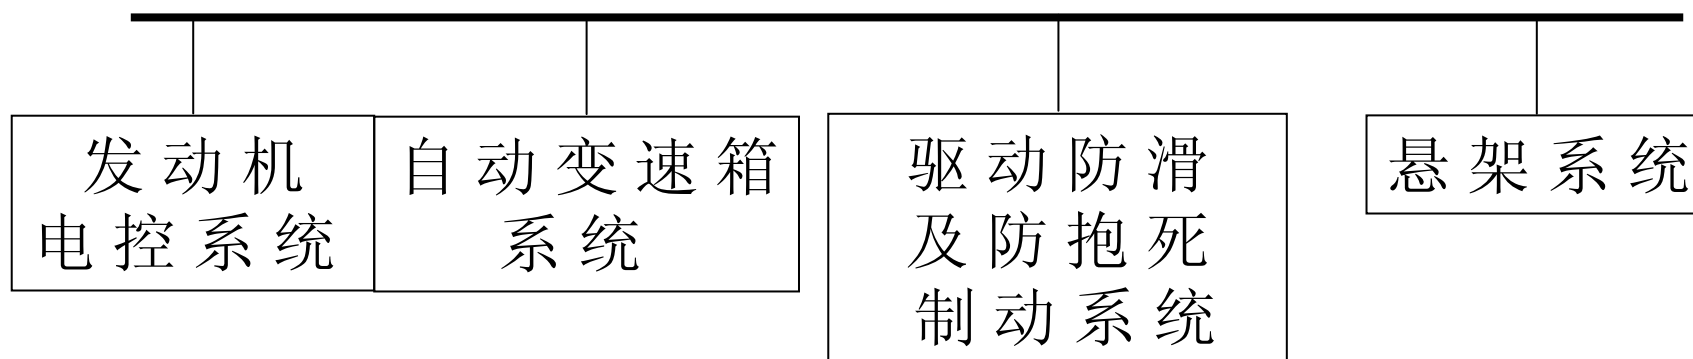 发动机
电控系统
自动变速箱
系统
驱动防滑
及防抱死
制动系统
悬架系统